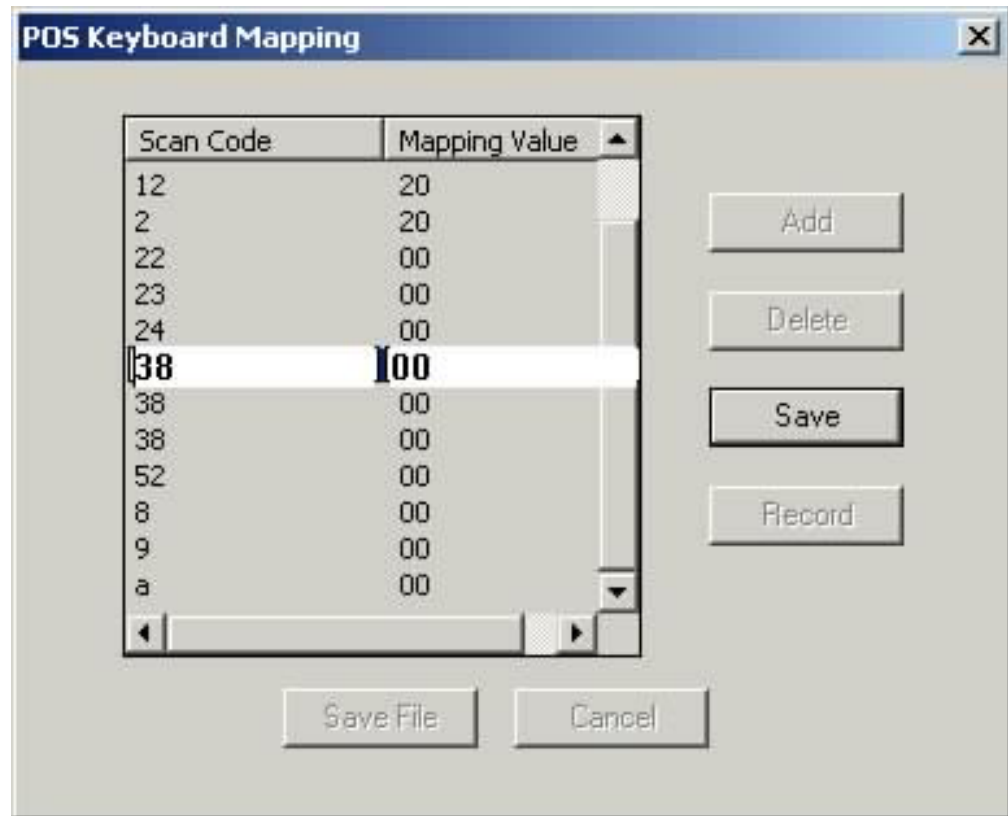 POS Keyboard Mapping
Scan Code Mapping Value
12 20
2 20
22 00
23 00
24 00
38 00
38 00
38 00
52 00
8 00
9 00
a 00
Add
Delete
Save
Record
Save File Cancel